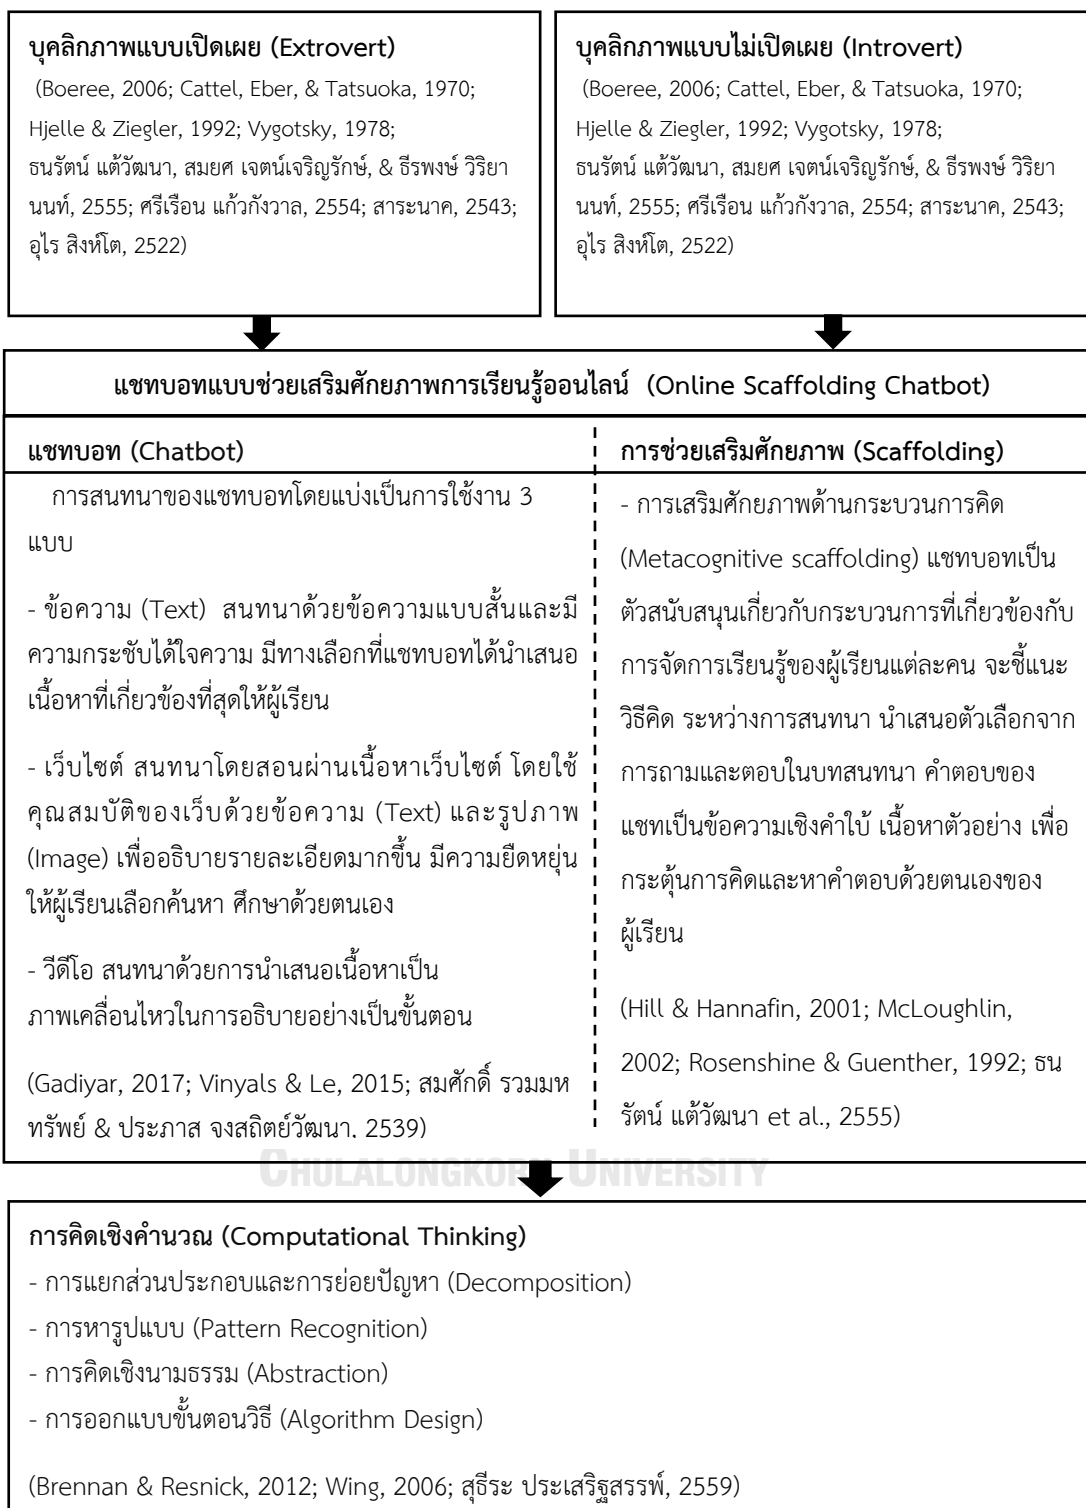 บุคลิกภาพแบบเปิดเผย (Extrovert)
(Boeree, 2006; Cattel, Eber, & Tatsuoka, 1970;
Hjelle & Ziegler, 1992; Vygotsky, 1978;
ธนรัตน์ แต้วัฒนา, สมยศ เจตน์เจริญรักษ์, & ธีรพงษ์ วิริยา
นนท์, 2555; ศรีเรือน แก้วกังวาล, 2554; สาระนาค, 2543;
อุไร สิงห์โต, 2522)
บุคลิกภาพแบบไม่เปิดเผย (Introvert)
(Boeree, 2006; Cattel, Eber, & Tatsuoka, 1970;
Hjelle & Ziegler, 1992; Vygotsky, 1978;
ธนรัตน์ แต้วัฒนา, สมยศ เจตน์เจริญรักษ์, & ธีรพงษ์ วิริยา
นนท์, 2555; ศรีเรือน แก้วกังวาล, 2554; สาระนาค, 2543;
อุไร สิงห์โต, 2522)
แชทบอทแบบช่วยเสริมศักยภาพการเรียนรู้ออนไลน์ (Online Scaffolding Chatbot)
แชทบอท (Chatbot)
การสนทนาของแชทบอทโดยแบ่งเป็นการใช้งาน 3
แบบ
- ข้อความ (Text) สนทนาด้วยข้อความแบบสั้นและมี
ความกระชับได้ใจความ มีทางเลือกที่แชทบอทได้นำเสนอ
เนื้อหาที่เกี่ยวข้องที่สุดให้ผู้เรียน
- เว็บไซต์ สนทนาโดยสอนผ่านเนื้อหาเว็บไซต์ โดยใช้
คุณสมบัติของเว็บด้วยข้อความ (Text) และรูปภาพ
(Image) เพื่ออธิบายรายละเอียดมากขึ้น มีความยืดหยุ่น
ให้ผู้เรียนเลือกค้นหา ศึกษาด้วยตนเอง
- วีดีโอ สนทนาด้วยการนำเสนอเนื้อหาเป็น
ภาพเคลื่อนไหวในการอธิบายอย่างเป็นขั้นตอน
(Gadiyar, 2017; Vinyals & Le, 2015; สมศักดิ์ รวมมห
ทรัพย์ & ประภาส จงสถิตย์วัฒนา, 2539)
การช่วยเสริมศักยภาพ (Scaffolding)
- การเสริมศักยภาพด้านกระบวนการคิด
(Metacognitive scaffolding) แชทบอทเป็น
ตัวสนับสนุนเกี่ยวกับกระบวนการที่เกี่ยวข้องกับ
การจัดการเรียนรู้ของผู้เรียนแต่ละคน จะชี้แนะ
วิธีคิด ระหว่างการสนทนา นำเสนอตัวเลือกจาก
การถามและตอบในบทสนทนา คำตอบของ
แชทเป็นข้อความเชิงคำใบ้ เนื้อหาตัวอย่าง เพื่อ
กระตุ้นการคิดและหาคำตอบด้วยตนเองของ
ผู้เรียน
(Hill & Hannafin, 2001; McLoughlin,
2002; Rosenshine & Guenther, 1992; ธน
รัตน์ แต้วัฒนา et al., 2555)
CHULALONGKORN UNIVERSITY
การคิดเชิงคำนวณ (Computational Thinking)
- การแยกส่วนประกอบและการย่อยปัญหา (Decomposition)
- การหารูปแบบ (Pattern Recognition)
- การคิดเชิงนามธรรม (Abstraction)
- การออกแบบขั้นตอนวิธี (Algorithm Design)
(Brennan & Resnick, 2012; Wing, 2006; สุธีระ ประเสริฐสรรพ์, 2559)